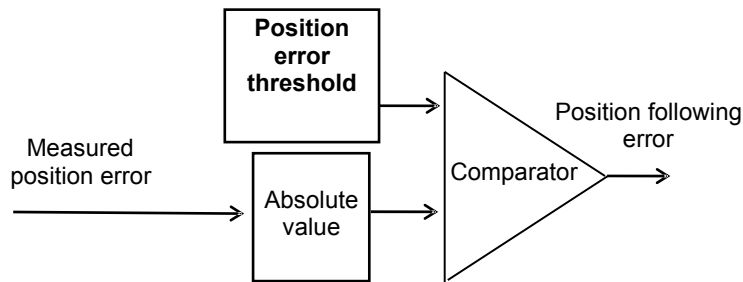 Position
error
threshold
Position following
error
Measured
position error
Comparator
Absolute
value